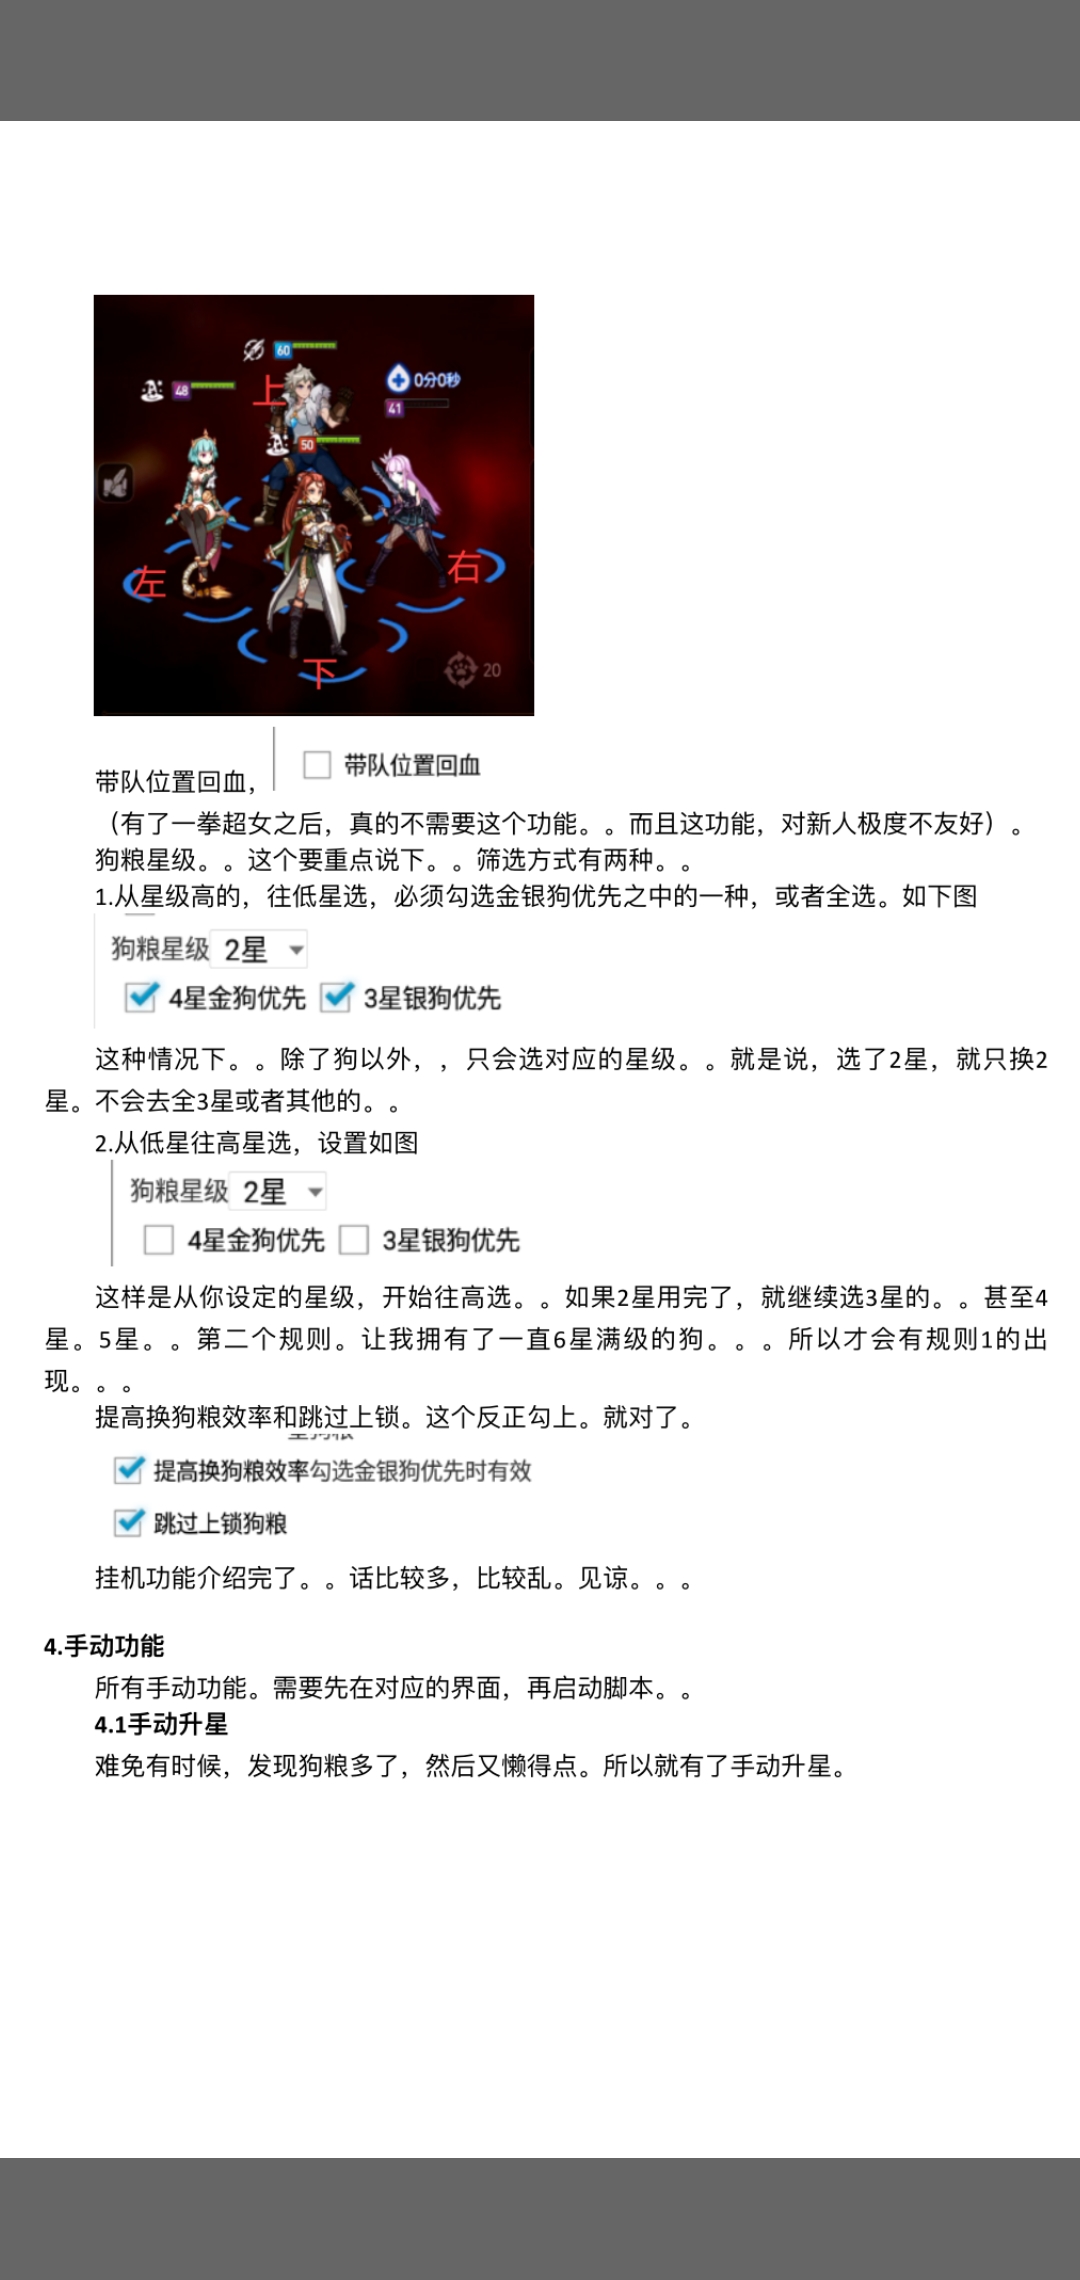 60
48
上
0分0秒
41
50
左
右
下
20
带队位置回血，
带队位置回血
（有了一拳超女之后，真的不需要这个功能。。而且这功能，对新人极度不友好）。
狗粮星级。。这个要重点说下。。筛选方式有两种。。
1.从星级高的，往低星选，必须勾选金银狗优先之中的一种，或者全选。如下图
狗粮星级 2星
4星金狗优先 3星银狗优先
这种情况下。。除了狗以外，，只会选对应的星级。。就是说，选了2星，就只换2
星。不会去全3星或者其他的。。
2.从低星往高星选，设置如图
狗粮星级 2星
4星金狗优先 3星银狗优先
这样是从你设定的星级，开始往高选。。如果2星用完了，就继续选3星的。。甚至4
星。5星。。第二个规则。让我拥有了一直6星满级的狗。。。所以才会有规则1的出
现。。。
提高换狗粮效率和跳过上锁。这个反正勾上。就对了。
提高换狗粮效率勾选金银狗优先时有效
跳过上锁狗粮
挂机功能介绍完了。。话比较多，比较乱。见谅。。。
4.手动功能
所有手动功能。需要先在对应的界面，再启动脚本。。
4.1手动升星
难免有时候，发现狗粮多了，然后又懒得点。所以就有了手动升星。